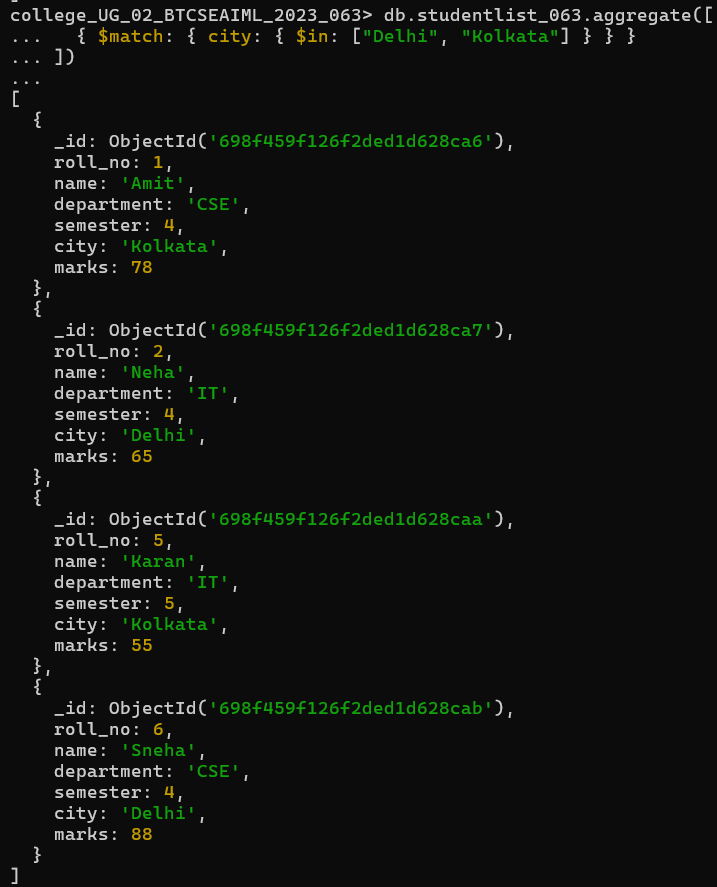 college_UG_02_BTCSEAIML_2023_063> db.studentlist_063.aggregate([
...   { $match: { city: { $in: ["Delhi", "Kolkata"] } } }
... ])
...
[
  {
    _id: ObjectId('698f459f126f2ded1d628ca6'),
    roll_no: 1,
    name: 'Amit',
    department: 'CSE',
    semester: 4,
    city: 'Kolkata',
    marks: 78
  },
  {
    _id: ObjectId('698f459f126f2ded1d628ca7'),
    roll_no: 2,
    name: 'Neha',
    department: 'IT',
    semester: 4,
    city: 'Delhi',
    marks: 65
  },
  {
    _id: ObjectId('698f459f126f2ded1d628caa'),
    roll_no: 5,
    name: 'Karan',
    department: 'IT',
    semester: 5,
    city: 'Kolkata',
    marks: 55
  },
  {
    _id: ObjectId('698f459f126f2ded1d628cab'),
    roll_no: 6,
    name: 'Sneha',
    department: 'CSE',
    semester: 4,
    city: 'Delhi',
    marks: 88
  }
]